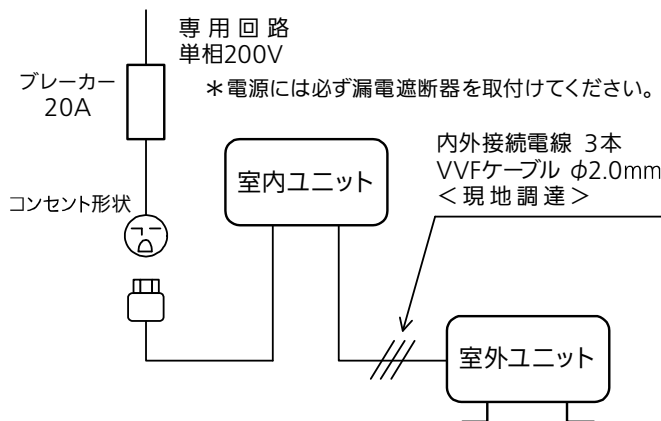 専用回路
単相200V
ブレーカー
20A
＊電源には必ず漏電遮断器を取付けてください。
内外接続電線 3本
VVFケーブル φ2.0mm
＜現地調達＞
室内ユニット
コンセント形状
室外ユニット